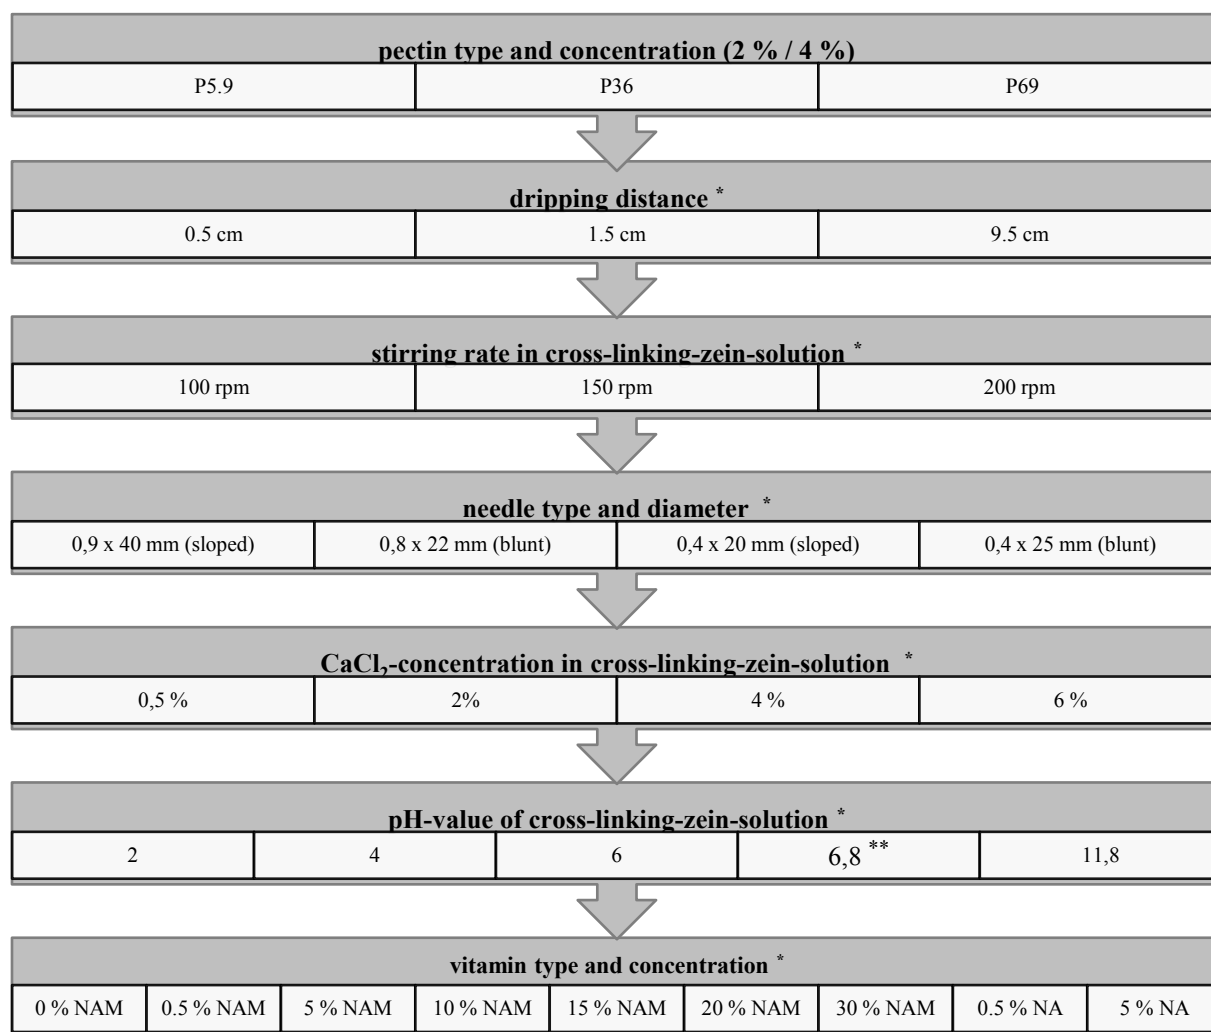 pectin type and concentration (2 % / 4 %)
P5.9 P36 P69
dripping distance *
0.5 cm 1.5 cm 9.5 cm
stirring rate in cross-linking-zein-solution *
100 rpm 150 rpm 200 rpm
needle type and diameter *
0,9 x 40 mm (sloped) 0,8 x 22 mm (blunt) 0,4 x 20 mm (sloped) 0,4 x 25 mm (blunt)
CaCl₂-concentration in cross-linking-zein-solution *
0,5 % 2% 4 % 6 %
pH-value of cross-linking-zein-solution *
2 4 6 6,8 ** 11,8
vitamin type and concentration *
0 % NAM 0.5 % NAM 5 % NAM 10 % NAM 15 % NAM 20 % NAM 30 % NAM 0.5 % NA 5 % NA